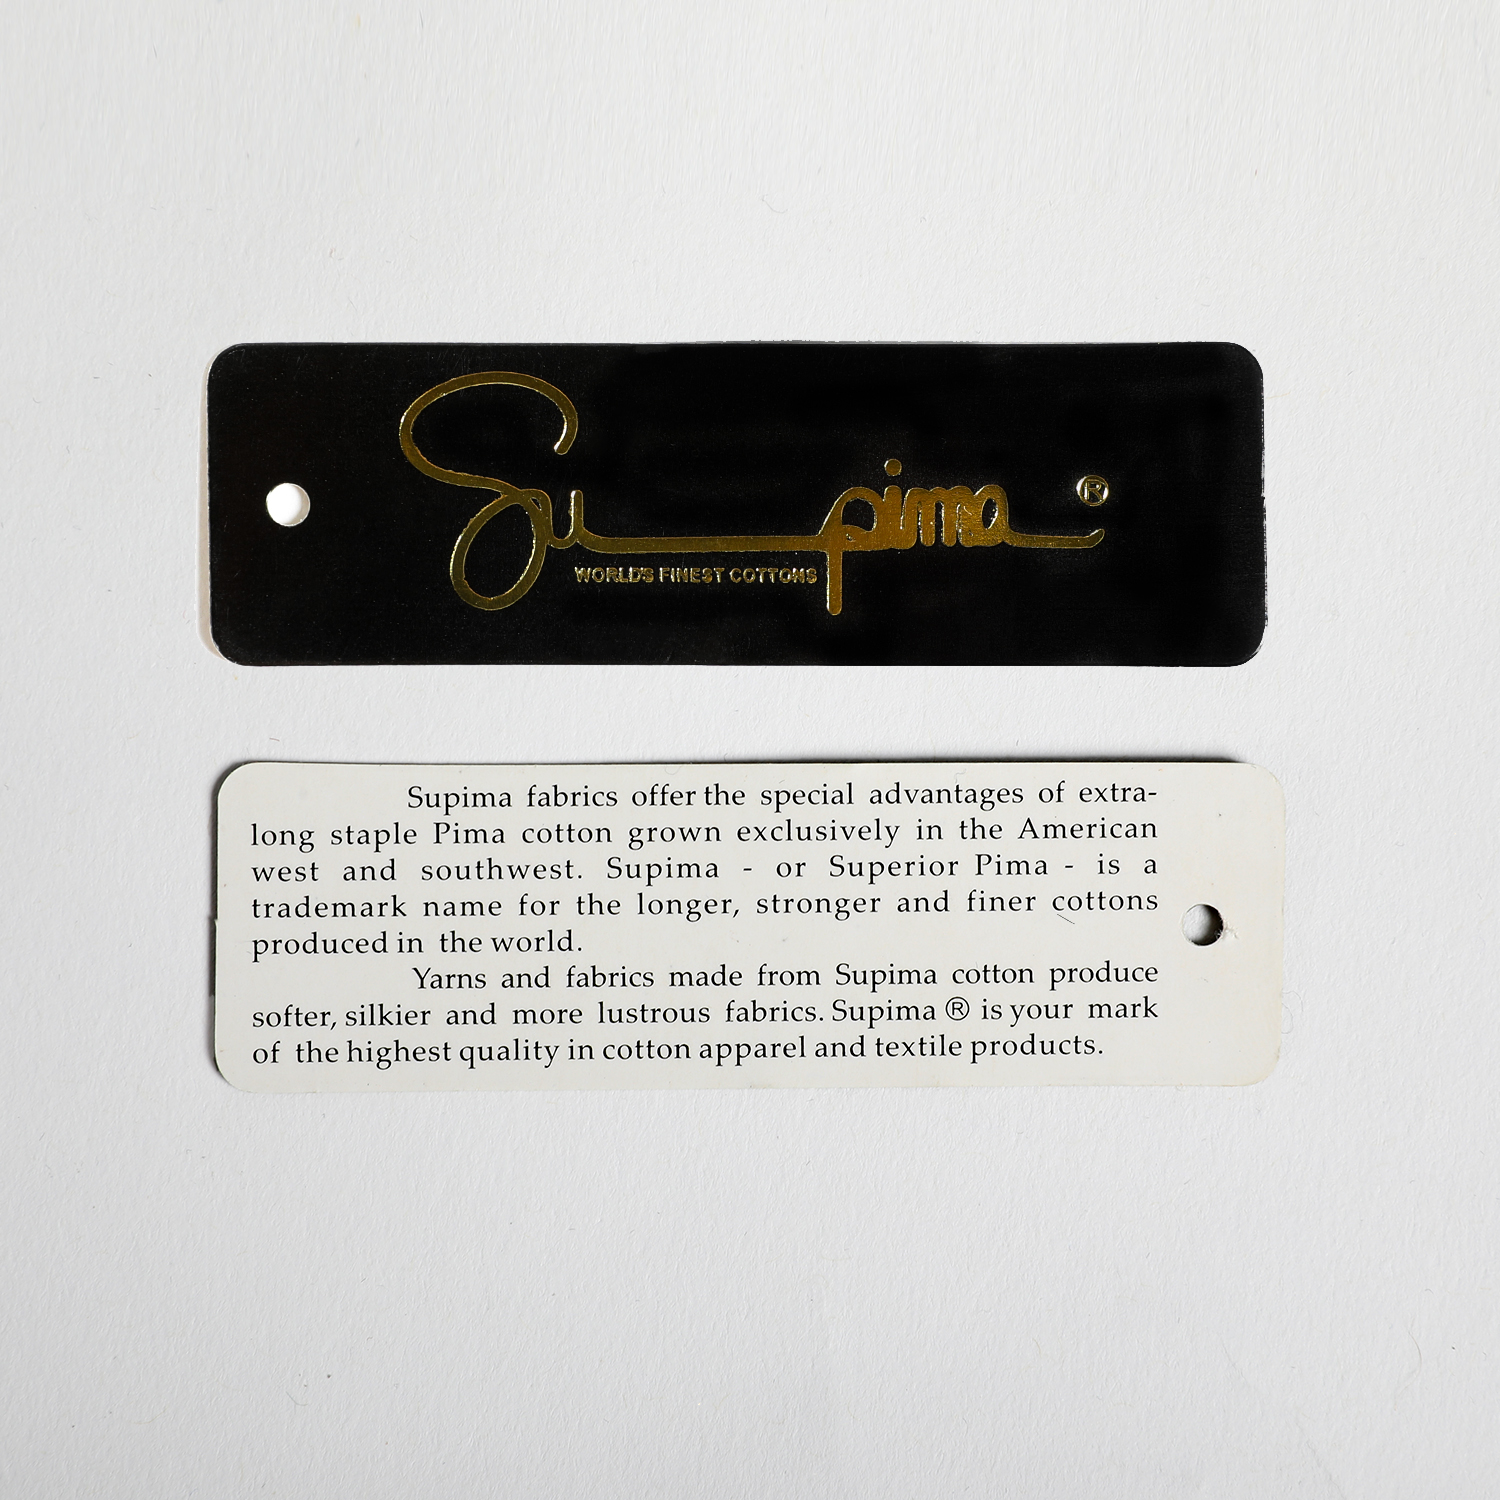 Supima ®
WORLD'S FINEST COTTONS
Supima fabrics offer the special advantages of extra-
long staple Pima cotton grown exclusively in the American
west and southwest. Supima - or Superior Pima - is a
trademark name for the longer, stronger and finer cottons
produced in the world.
Yarns and fabrics made from Supima cotton produce
softer, silkier and more lustrous fabrics. Supima ® is your mark
of the highest quality in cotton apparel and textile products.